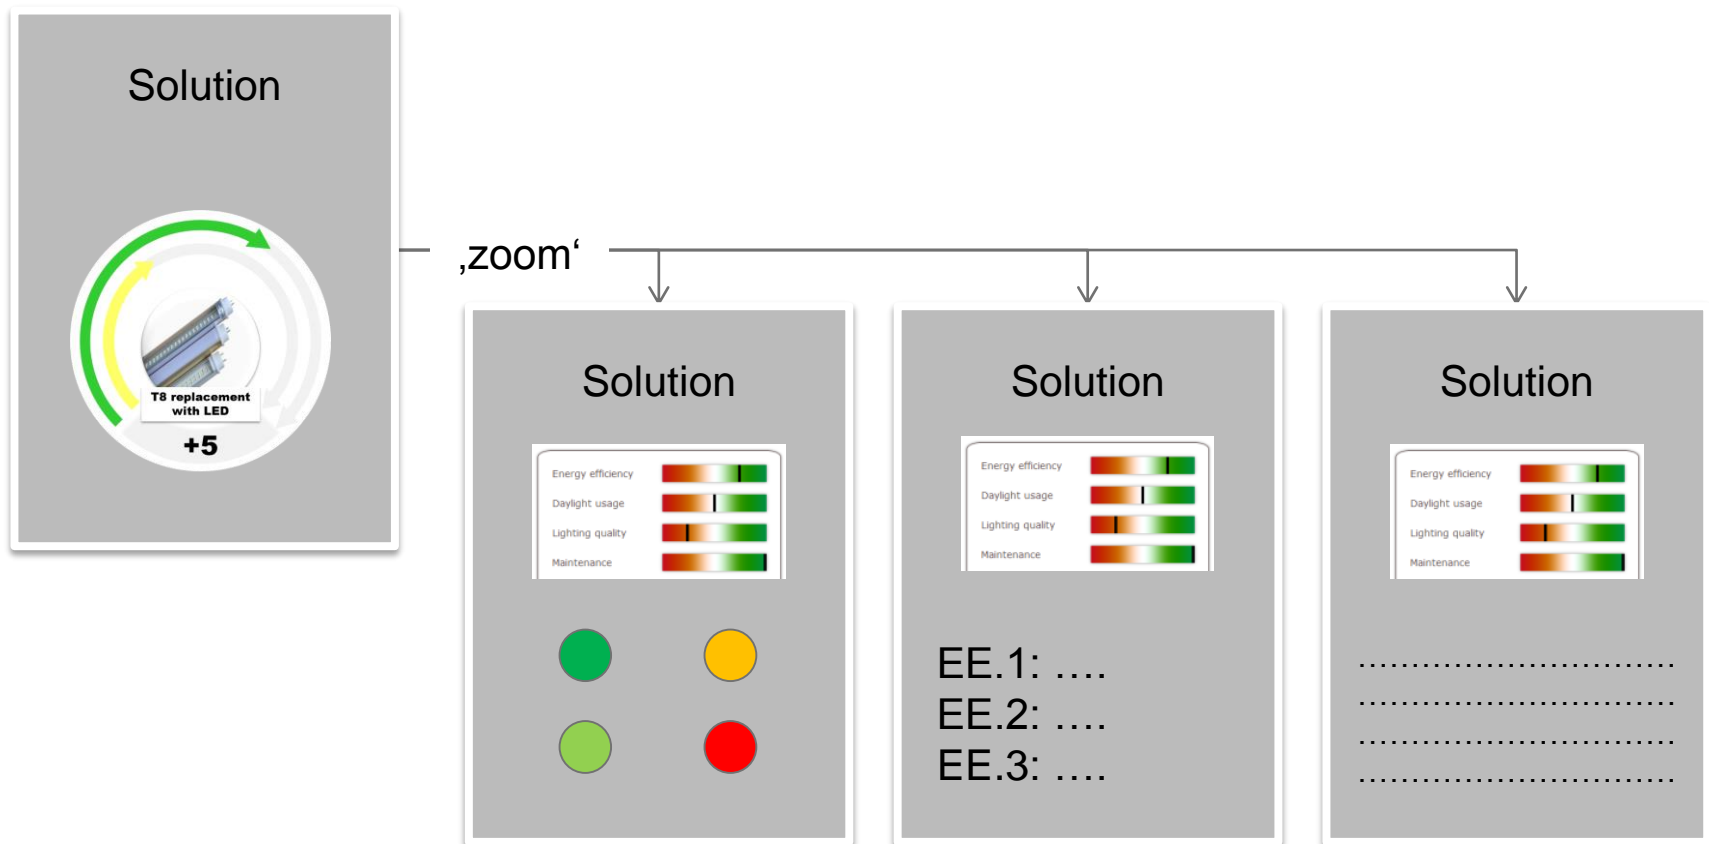 Solution
T8 replacement
with LED
+5
‚zoom‘
Solution
Energy efficiency
Daylight usage
Lighting quality
Maintenance
Solution
Energy efficiency
Daylight usage
Lighting quality
Maintenance
EE.1: ….
EE.2: ….
EE.3: ….
Solution
Energy efficiency
Daylight usage
Lighting quality
Maintenance
…………………………
…………………………
…………………………
…………………………